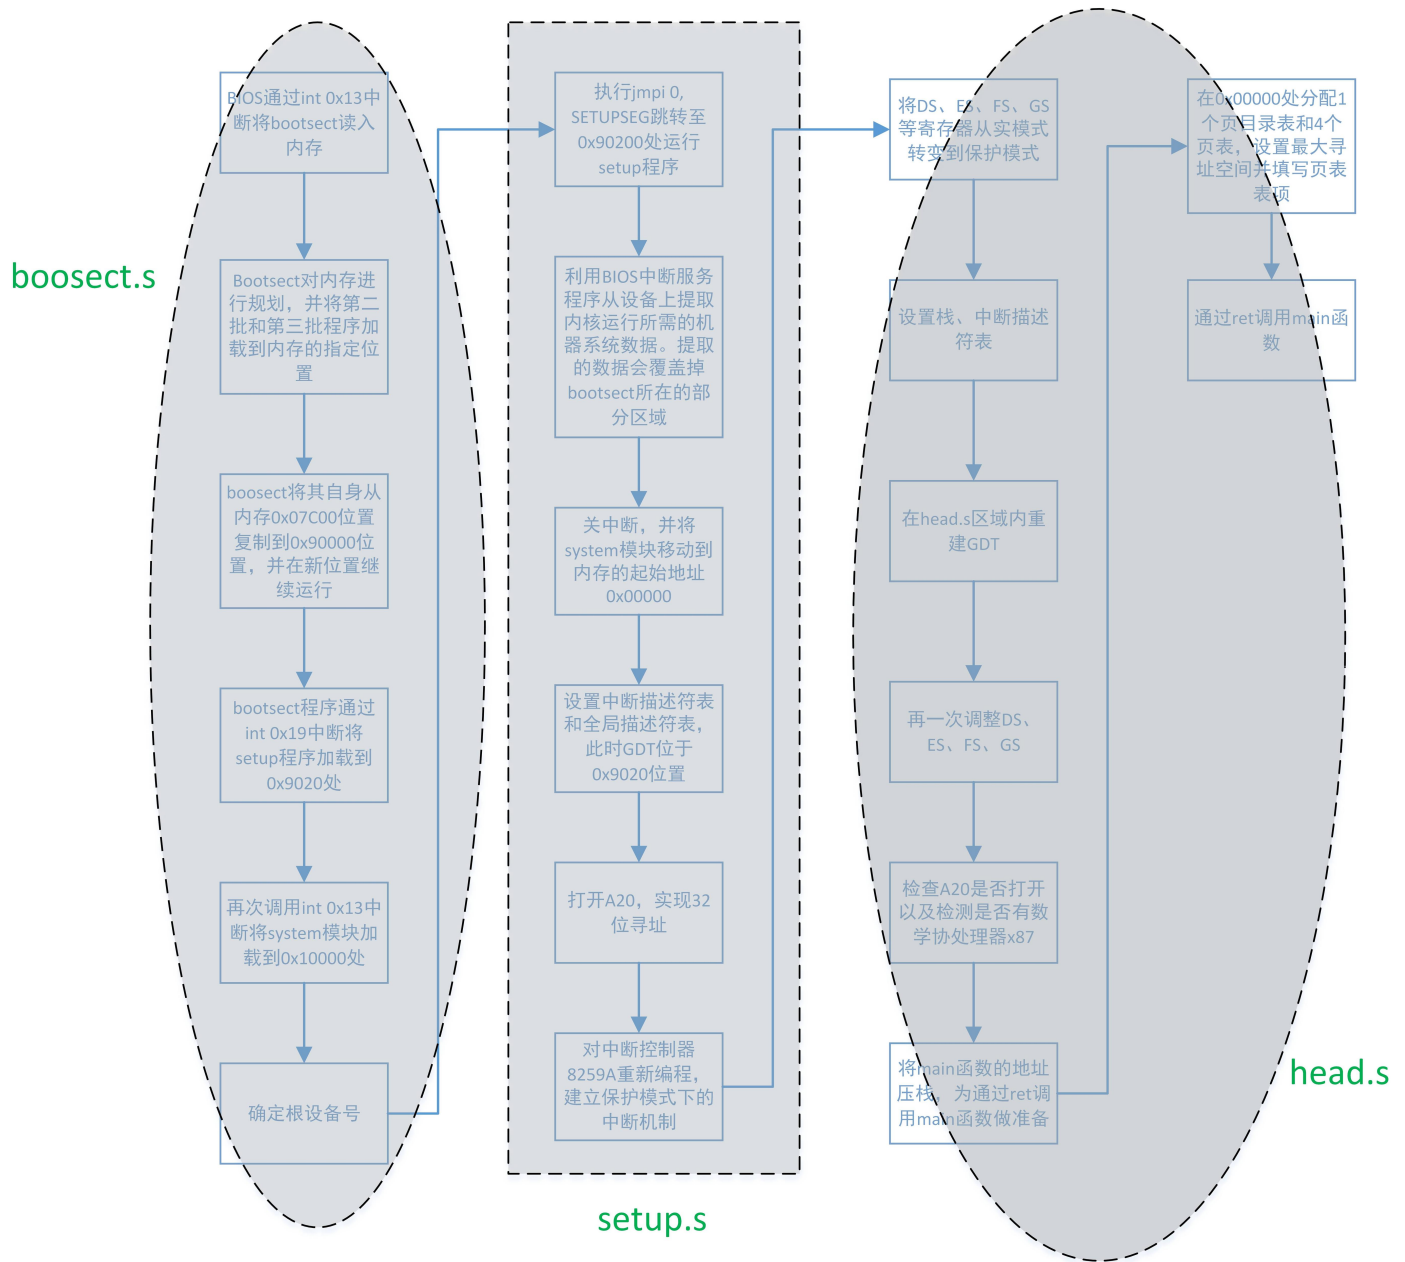 boosect.s
BIOS通过int 0x13中
断将bootsect读入
内存
Bootsect对内存进
行规划，并将第二
批和第三批程序加
载到内存的指定位
置
boosect将其自身从
内存0x07C00位置
复制到0x90000位
置，并在新位置继
续运行
bootsect程序通过
int 0x19中断将
setup程序加载到
0x9020处
再次调用int 0x13中
断将system模块加
载到0x10000处
确定根设备号
执行jmpi 0,
SETUPSEG跳转至
0x90200处运行
setup程序
利用BIOS中断服务
程序从设备上提取
内核运行所需的机
器系统数据。提取
的数据会覆盖掉
bootsect所在的部
分区域
关中断，并将
system模块移动到
内存的起始地址
0x00000
设置中断描述符表
和全局描述符表，
此时GDT位于
0x9020位置
打开A20，实现32
位寻址
对中断控制器
8259A重新编程，
建立保护模式下的
中断机制
setup.s
将DS、ES、FS、GS
等寄存器从实模式
转变到保护模式
设置栈、中断描述
符表
在head.s区域内重
建GDT
再一次调整DS、
ES、FS、GS
检查A20是否打开
以及检测是否有数
学协处理器x87
将main函数的地址
压栈，为通过ret调
用main函数做准备
在0x00000处分配1
个页目录表和4个
页表，设置最大寻
址空间并填写页表
表项
通过ret调用main函
数
head.s